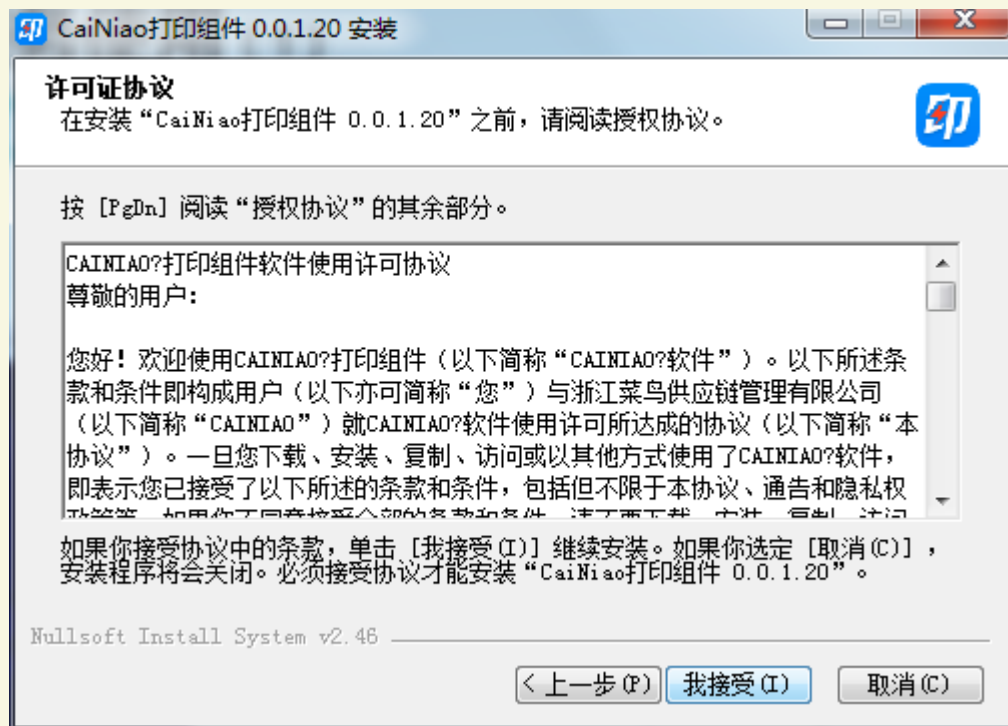 印 CaiNiao打印组件 0.0.1.20 安装
许可证协议
在安装“CaiNiao打印组件 0.0.1.20”之前，请阅读授权协议。
印
按 [PgDn] 阅读“授权协议”的其余部分。
CAINIAO?打印组件软件使用许可协议
尊敬的用户：
您好！欢迎使用CAINIAO?打印组件（以下简称“CAINIAO?软件”）。以下所述条
款和条件即构成用户（以下亦可简称“您”）与浙江菜鸟供应链管理有限公司
（以下简称“CAINIAO”）就CAINIAO?软件使用许可所达成的协议（以下简称“本
协议”）。一旦您下载、安装、复制、访问或以其他方式使用了CAINIAO?软件，
即表示您已接受了以下所述的条款和条件，包括但不限于本协议、通告和隐私权
如果你接受协议中的条款，单击 [我接受(I)] 继续安装。如果你选定 [取消(C)] ，
安装程序将会关闭。必须接受协议才能安装“CaiNiao打印组件 0.0.1.20”。
Nullsoft Install System v2.46
< 上一步(P) 我接受(I) 取消(C)